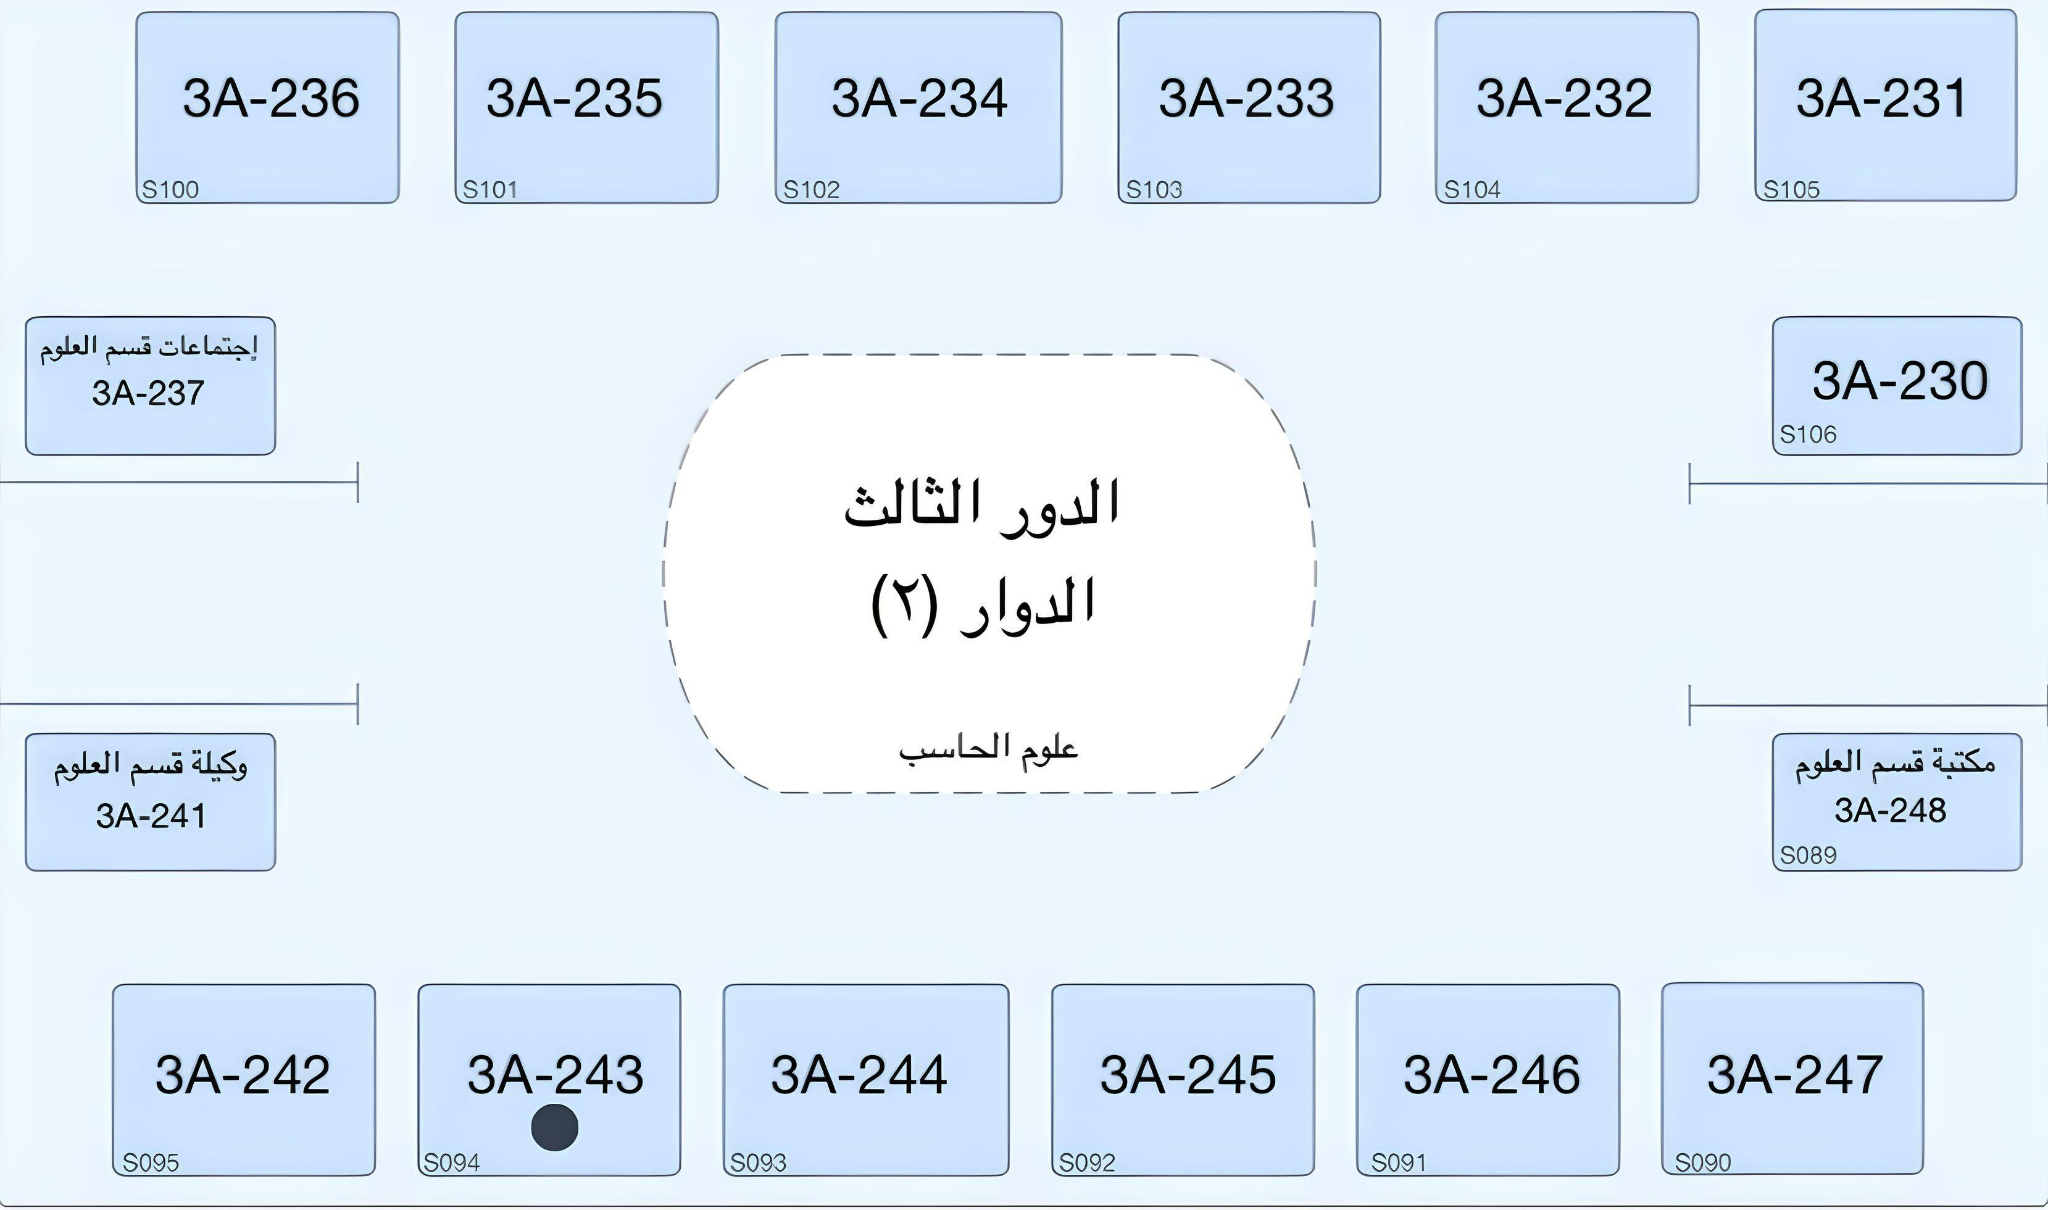 3A-236
S100
3A-235
S101
3A-234
S102
3A-233
S103
3A-232
S104
3A-231
S105
إجتماعات قسم العلوم
3A-237
3A-230
S106
الدور الثالث
الدوار (٢)
علوم الحاسب
وكيلة قسم العلوم
3A-241
مكتبة قسم العلوم
3A-248
S089
3A-242
S095
3A-243
S094
3A-244
S093
3A-245
S092
3A-246
S091
3A-247
S090